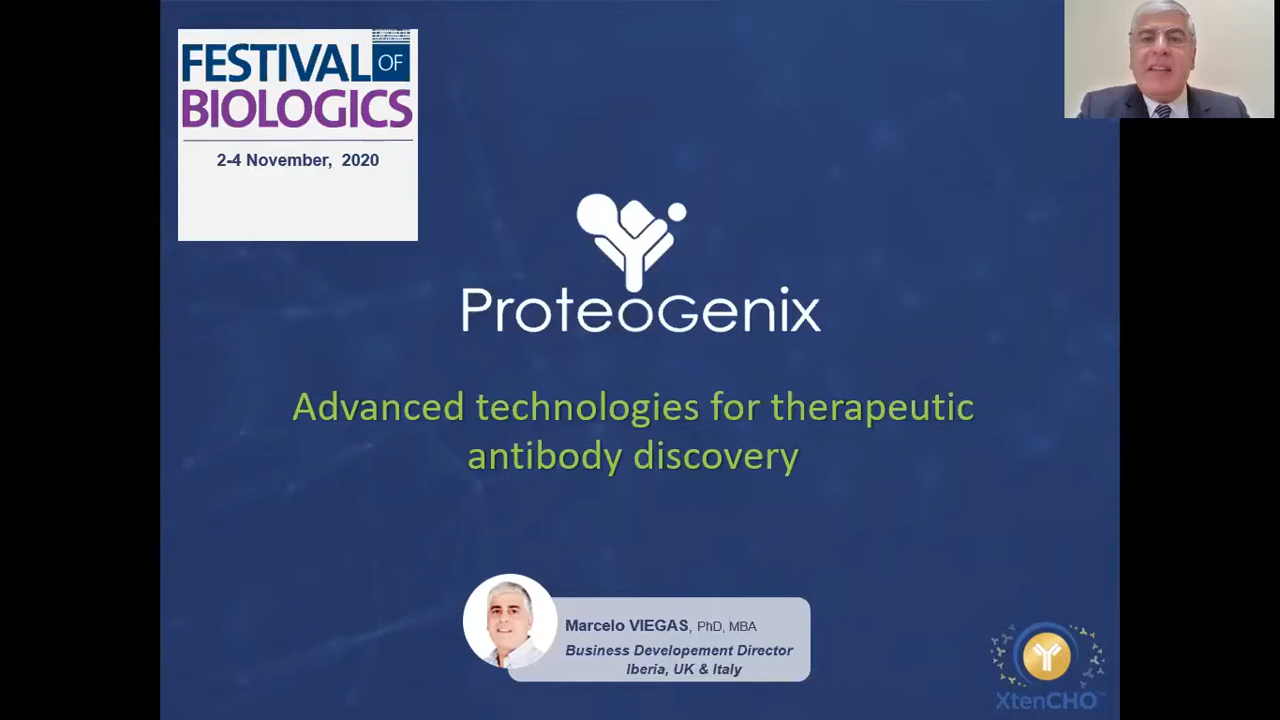 FESTIVAL OF
BIOLOGICS
2-4 November, 2020
ProteoGenix
Advanced technologies for therapeutic
antibody discovery
Marcelo VIEGAS, PhD, MBA
Business Developement Director
Iberia, UK & Italy
XtenCHO™